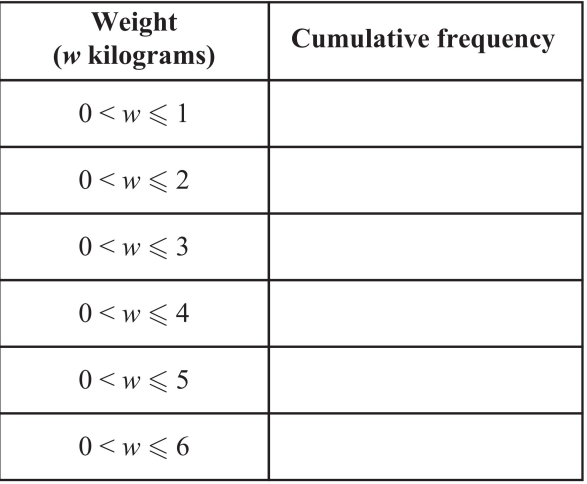 Weight
(w kilograms)
Cumulative frequency
0 < w ⩽ 1
0 < w ⩽ 2
0 < w ⩽ 3
0 < w ⩽ 4
0 < w ⩽ 5
0 < w ⩽ 6